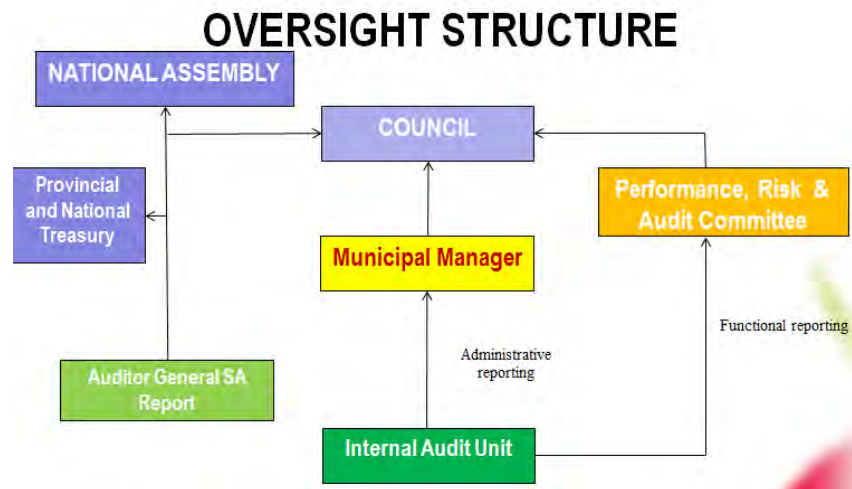 OVERSIGHT STRUCTURE
NATIONAL ASSEMBLY
COUNCIL
Provincial
and National
Treasury
Performance, Risk &
Audit Committee
Municipal Manager
Functional reporting
Administrative
reporting
Auditor General SA
Report
Internal Audit Unit